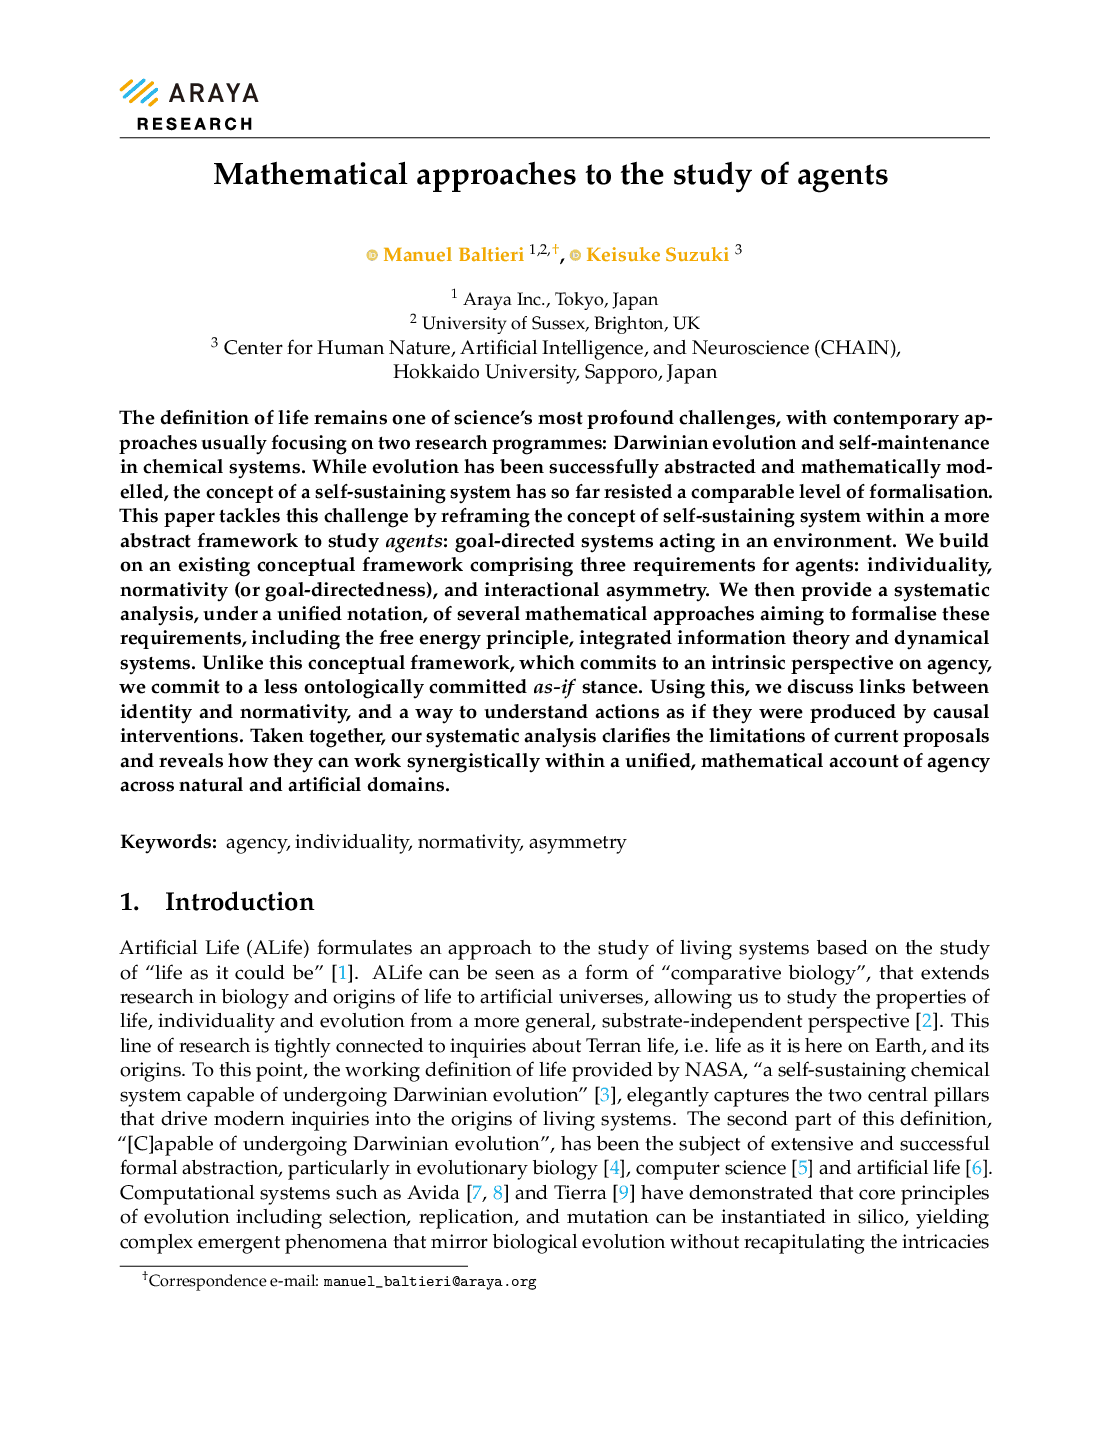 ARAYA
RESEARCH
Mathematical approaches to the study of agents
Manuel Baltieri 1,2,†, Keisuke Suzuki 3
1 Araya Inc., Tokyo, Japan
2 University of Sussex, Brighton, UK
3 Center for Human Nature, Artificial Intelligence, and Neuroscience (CHAIN),
Hokkaido University, Sapporo, Japan
The definition of life remains one of science's most profound challenges, with contemporary ap-
proaches usually focusing on two research programmes: Darwinian evolution and self-maintenance
in chemical systems. While evolution has been successfully abstracted and mathematically mod-
elled, the concept of a self-sustaining system has so far resisted a comparable level of formalisation.
This paper tackles this challenge by reframing the concept of self-sustaining system within a more
abstract framework to study agents: goal-directed systems acting in an environment. We build
on an existing conceptual framework comprising three requirements for agents: individuality,
normativity (or goal-directedness), and interactional asymmetry. We then provide a systematic
analysis, under a unified notation, of several mathematical approaches aiming to formalise these
requirements, including the free energy principle, integrated information theory and dynamical
systems. Unlike this conceptual framework, which commits to an intrinsic perspective on agency,
we commit to a less ontologically committed as-if stance. Using this, we discuss links between
identity and normativity, and a way to understand actions as if they were produced by causal
interventions. Taken together, our systematic analysis clarifies the limitations of current proposals
and reveals how they can work synergistically within a unified, mathematical account of agency
across natural and artificial domains.
Keywords: agency, individuality, normativity, asymmetry
1. Introduction
Artificial Life (ALife) formulates an approach to the study of living systems based on the study
of “life as it could be” [1]. ALife can be seen as a form of “comparative biology”, that extends
research in biology and origins of life to artificial universes, allowing us to study the properties of
life, individuality and evolution from a more general, substrate-independent perspective [2]. This
line of research is tightly connected to inquiries about Terran life, i.e. life as it is here on Earth, and its
origins. To this point, the working definition of life provided by NASA, “a self-sustaining chemical
system capable of undergoing Darwinian evolution” [3], elegantly captures the two central pillars
that drive modern inquiries into the origins of living systems. The second part of this definition,
“[C]apable of undergoing Darwinian evolution”, has been the subject of extensive and successful
formal abstraction, particularly in evolutionary biology [4], computer science [5] and artificial life [6].
Computational systems such as Avida [7, 8] and Tierra [9] have demonstrated that core principles
of evolution including selection, replication, and mutation can be instantiated in silico, yielding
complex emergent phenomena that mirror biological evolution without recapitulating the intricacies
†Correspondence e-mail: manuel_baltieri@araya.org